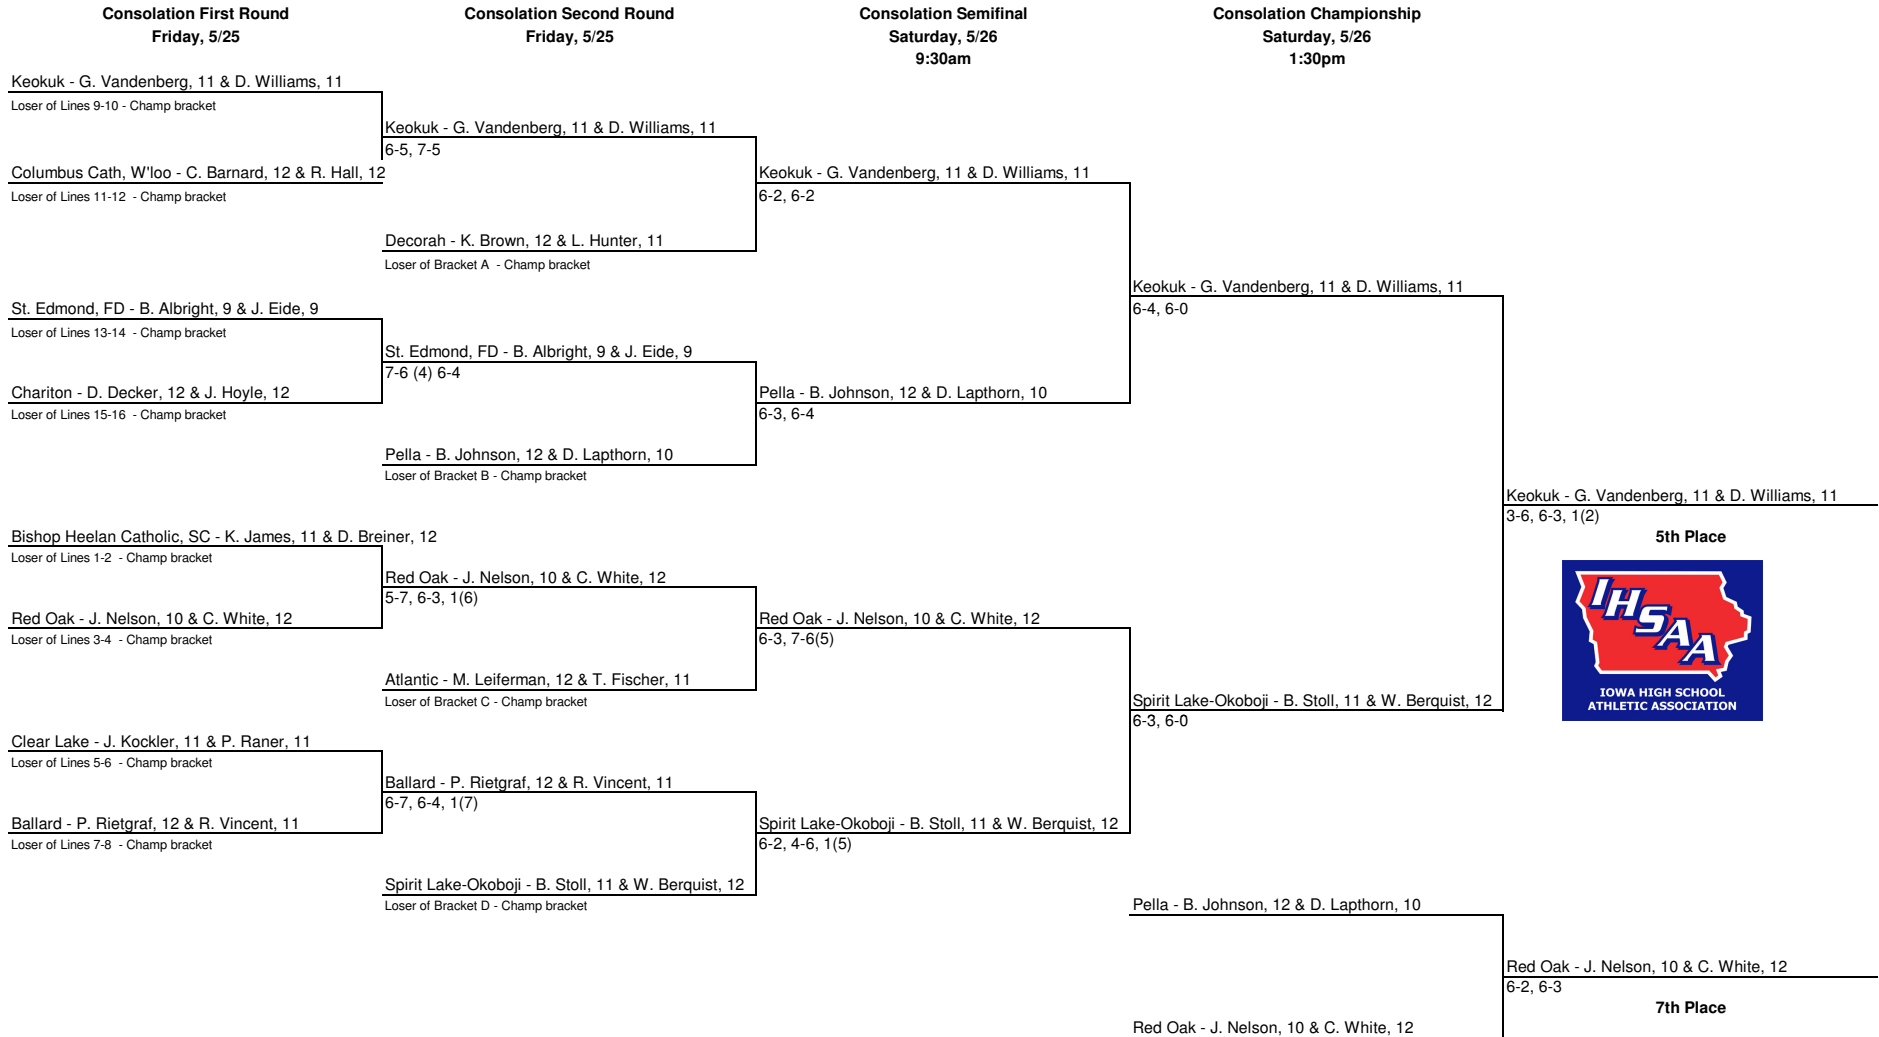 Consolation First Round
Friday, 5/25
Consolation Second Round
Friday, 5/25
Consolation Semifinal
Saturday, 5/26
9:30am
Consolation Championship
Saturday, 5/26
1:30pm
Keokuk - G. Vandenberg, 11 & D. Williams, 11
Loser of Lines 9-10 - Champ bracket
Columbus Cath, W'loo - C. Barnard, 12 & R. Hall, 12
Loser of Lines 11-12 - Champ bracket
St. Edmond, FD - B. Albright, 9 & J. Eide, 9
Loser of Lines 13-14 - Champ bracket
Chariton - D. Decker, 12 & J. Hoyle, 12
Loser of Lines 15-16 - Champ bracket
Bishop Heelan Catholic, SC - K. James, 11 & D. Breiner, 12
Loser of Lines 1-2 - Champ bracket
Red Oak - J. Nelson, 10 & C. White, 12
Loser of Lines 3-4 - Champ bracket
Clear Lake - J. Kockler, 11 & P. Raner, 11
Loser of Lines 5-6 - Champ bracket
Ballard - P. Rietgraf, 12 & R. Vincent, 11
Loser of Lines 7-8 - Champ bracket
Keokuk - G. Vandenberg, 11 & D. Williams, 11
6-5, 7-5
Decorah - K. Brown, 12 & L. Hunter, 11
Loser of Bracket A - Champ bracket
St. Edmond, FD - B. Albright, 9 & J. Eide, 9
7-6 (4) 6-4
Pella - B. Johnson, 12 & D. Lapthorn, 10
Loser of Bracket B - Champ bracket
Red Oak - J. Nelson, 10 & C. White, 12
5-7, 6-3, 1(6)
Atlantic - M. Leiferman, 12 & T. Fischer, 11
Loser of Bracket C - Champ bracket
Ballard - P. Rietgraf, 12 & R. Vincent, 11
6-7, 6-4, 1(7)
Spirit Lake-Okoboji - B. Stoll, 11 & W. Berquist, 12
Loser of Bracket D - Champ bracket
Keokuk - G. Vandenberg, 11 & D. Williams, 11
6-2, 6-2
Pella - B. Johnson, 12 & D. Lapthorn, 10
6-3, 6-4
Red Oak - J. Nelson, 10 & C. White, 12
6-3, 7-6(5)
Spirit Lake-Okoboji - B. Stoll, 11 & W. Berquist, 12
6-2, 4-6, 1(5)
Keokuk - G. Vandenberg, 11 & D. Williams, 11
6-4, 6-0
Spirit Lake-Okoboji - B. Stoll, 11 & W. Berquist, 12
6-3, 6-0
Pella - B. Johnson, 12 & D. Lapthorn, 10
Red Oak - J. Nelson, 10 & C. White, 12
Keokuk - G. Vandenberg, 11 & D. Williams, 11
3-6, 6-3, 1(2)
5th Place
IHSAA
IOWA HIGH SCHOOL
ATHLETIC ASSOCIATION
Red Oak - J. Nelson, 10 & C. White, 12
6-2, 6-3
7th Place